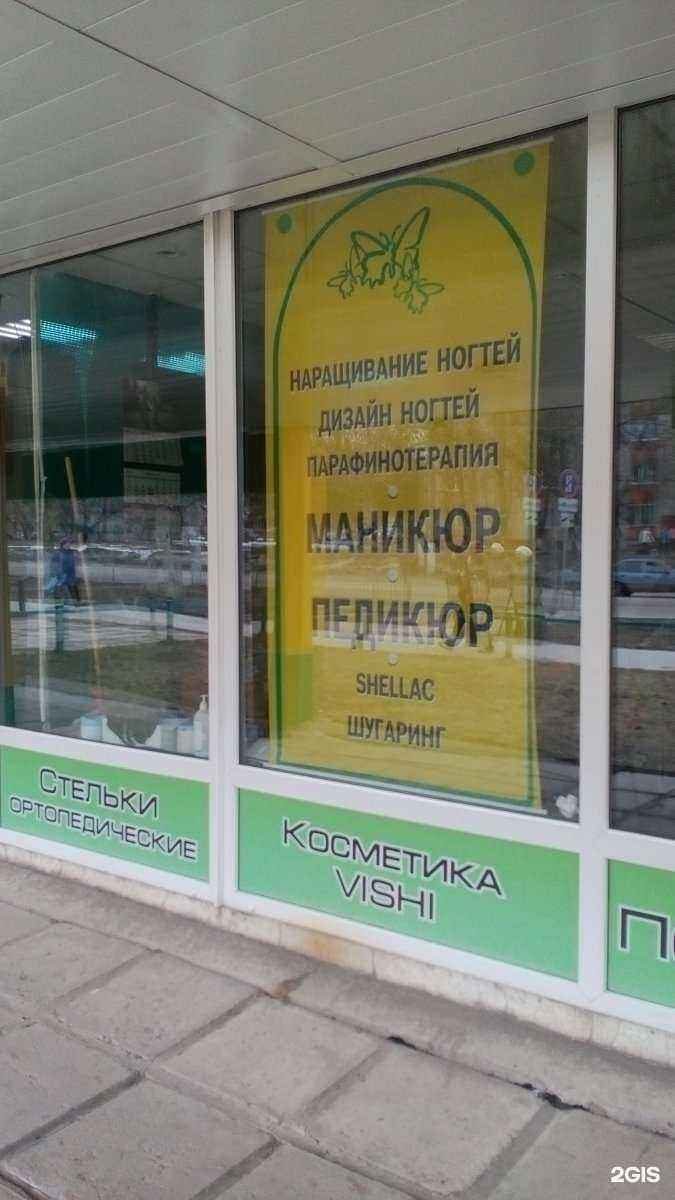 НАРАЩИВАНИЕ НОГТЕЙ
ДИЗАЙН НОГТЕЙ
ПАРАФИНОТЕРАПИЯ
МАНИКЮР
ПЕДИКЮР
SHELLAC
ШУГАРИНГ
СТЕЛЬКИ
ОРТОПЕДИЧЕСКИЕ
КОСМЕТИКА
VISHI
2GIS